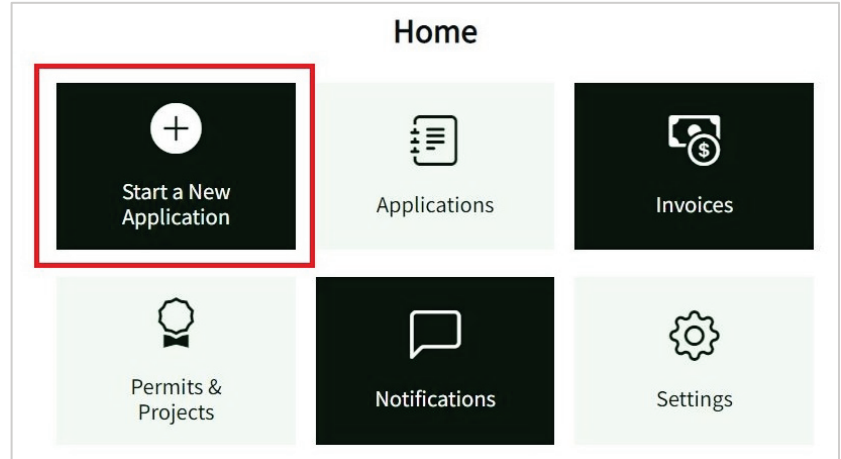 Home
Start a New
Application
Applications
Invoices
Permits &
Projects
Notifications
Settings